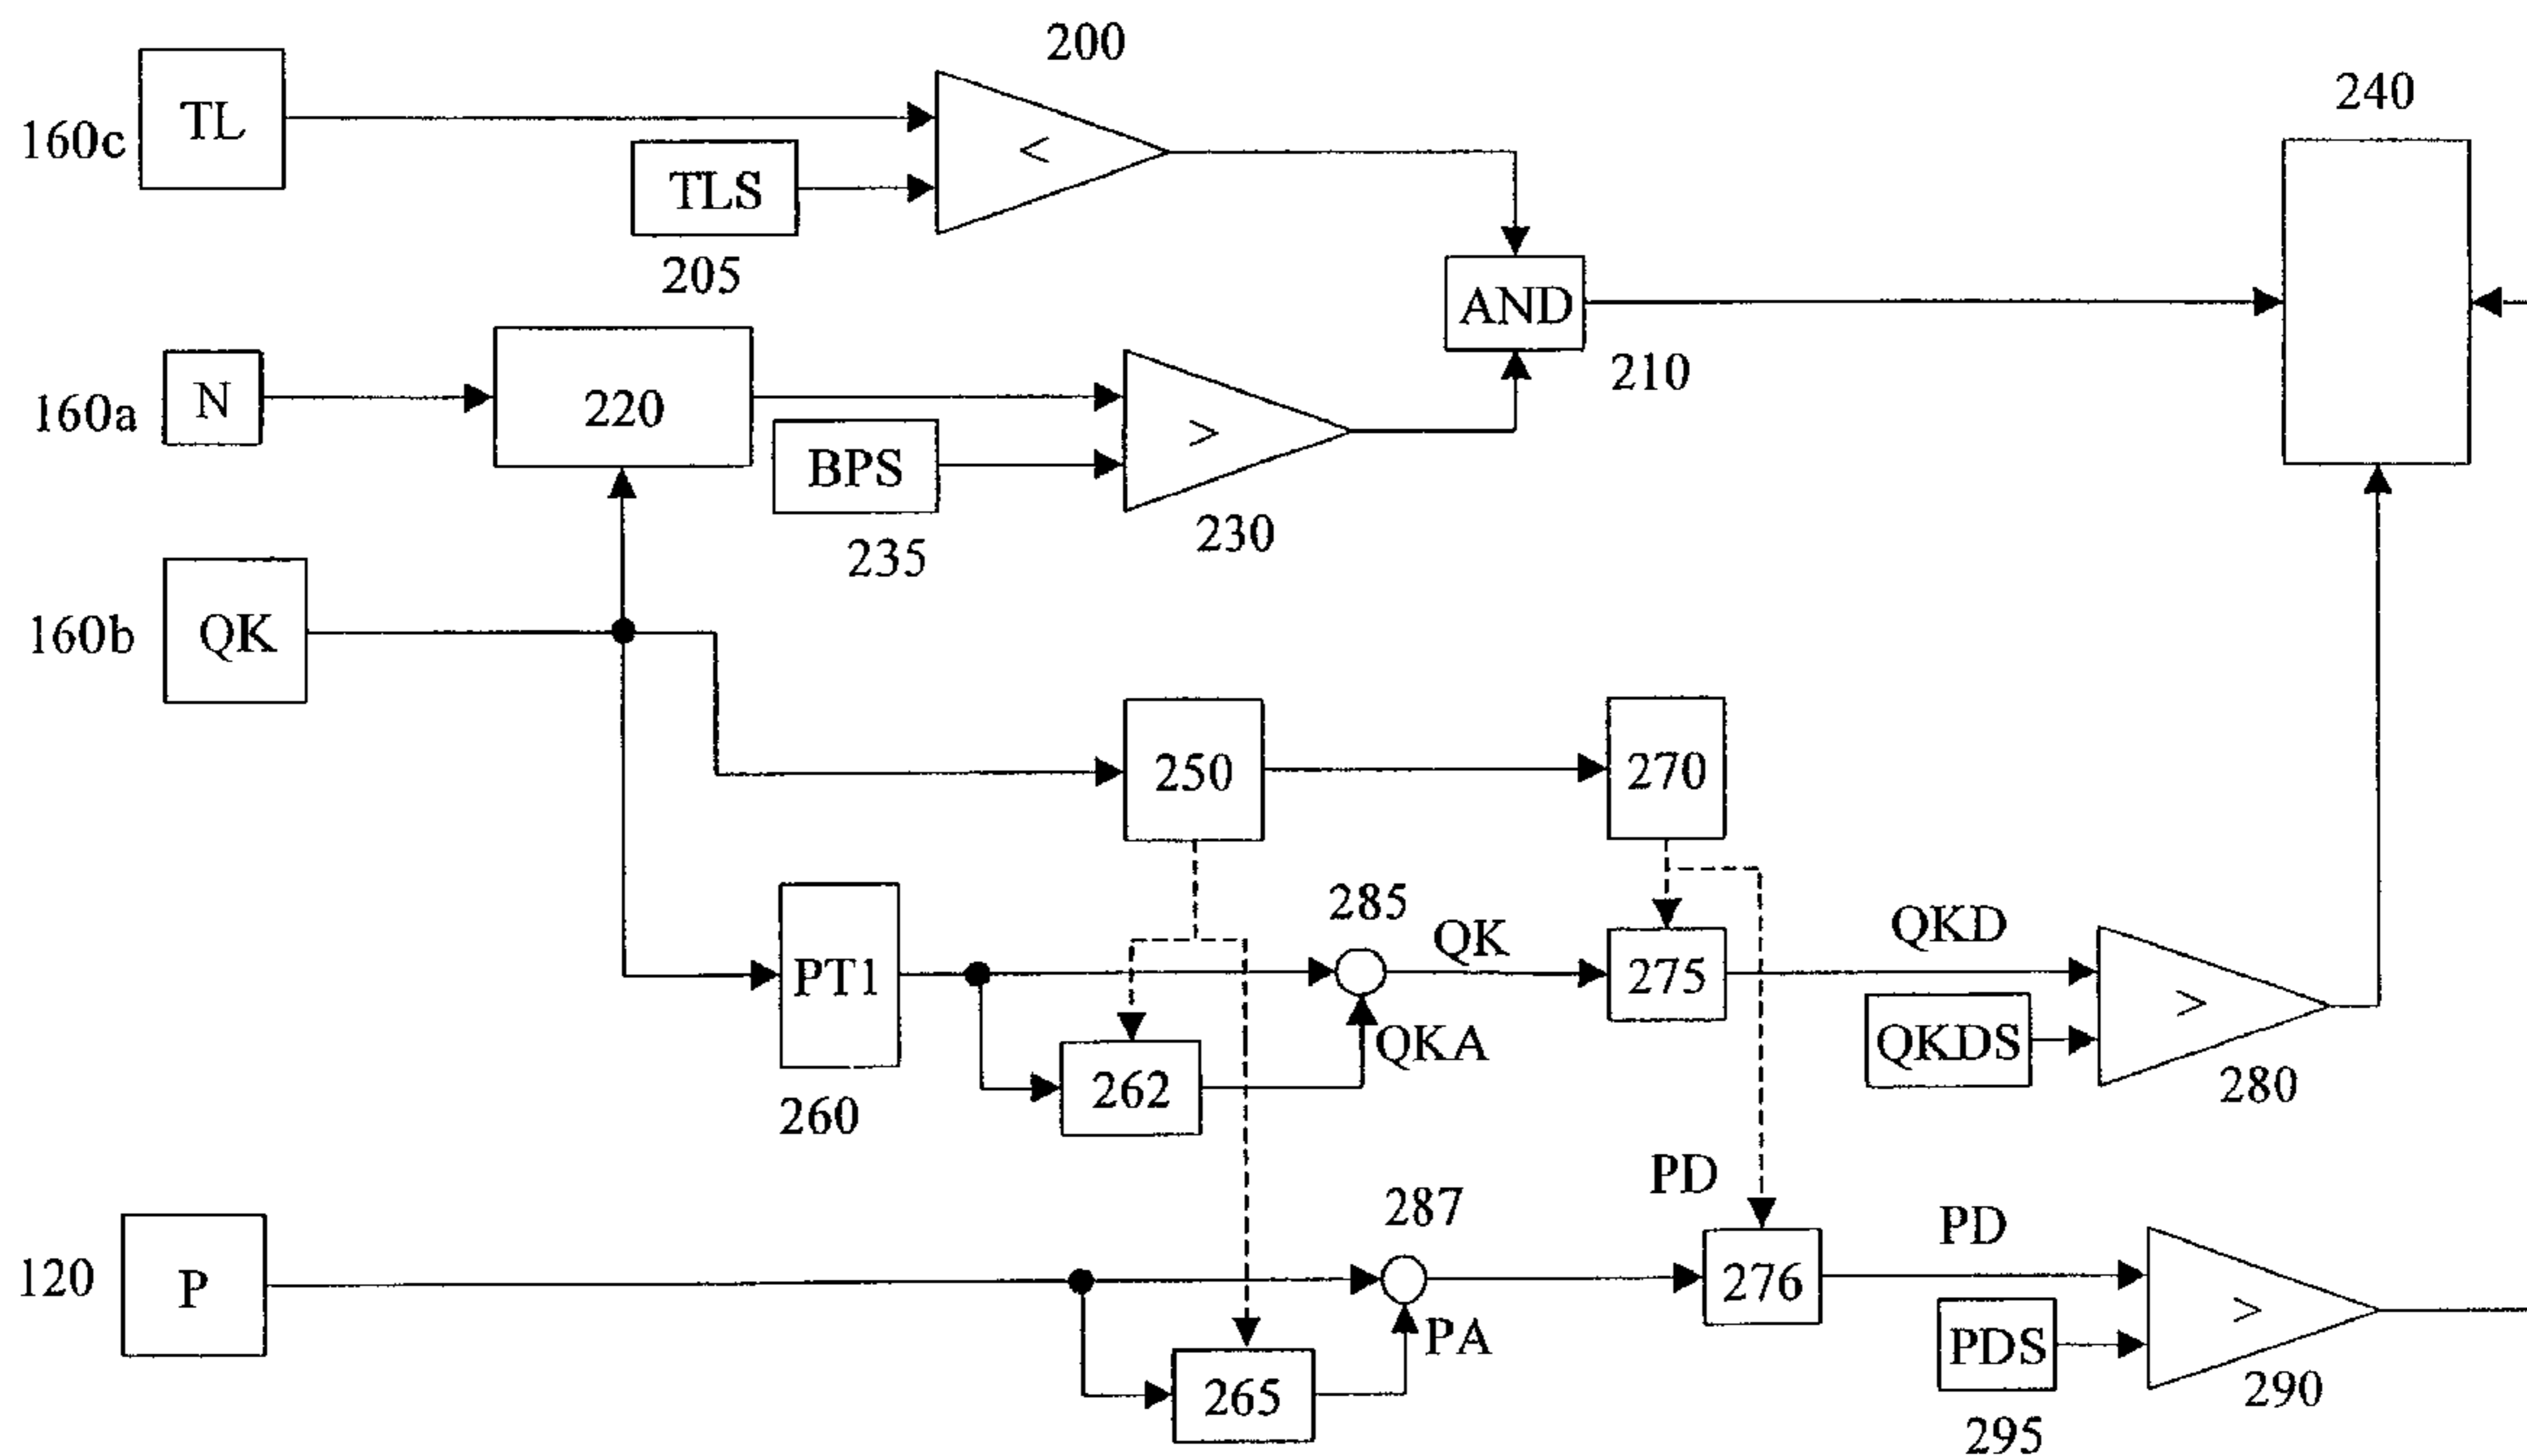 200
240
TL
160c
<
TLS
205
AND
210
N
160a
220
BPS
>
235
230
QK
160b
250
270
285
QK
QKD
PT1
275
QKDS
>
QKA
262
260
280
PD
287
PD
120
P
276
PDS
>
PA
265
290
295